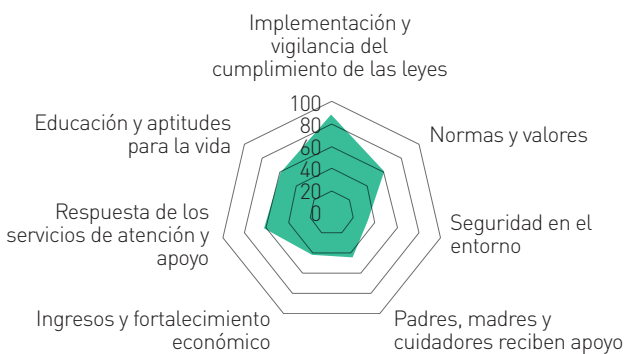 Implementación y
vigilancia del
cumplimiento de las leyes
100
80
60
40
20
0
Educación y aptitudes
para la vida
Normas y valores
Respuesta de los
servicios de atención y
apoyo
Seguridad en el
entorno
Ingresos y fortalecimiento
económico
Padres, madres y
cuidadores reciben apoyo